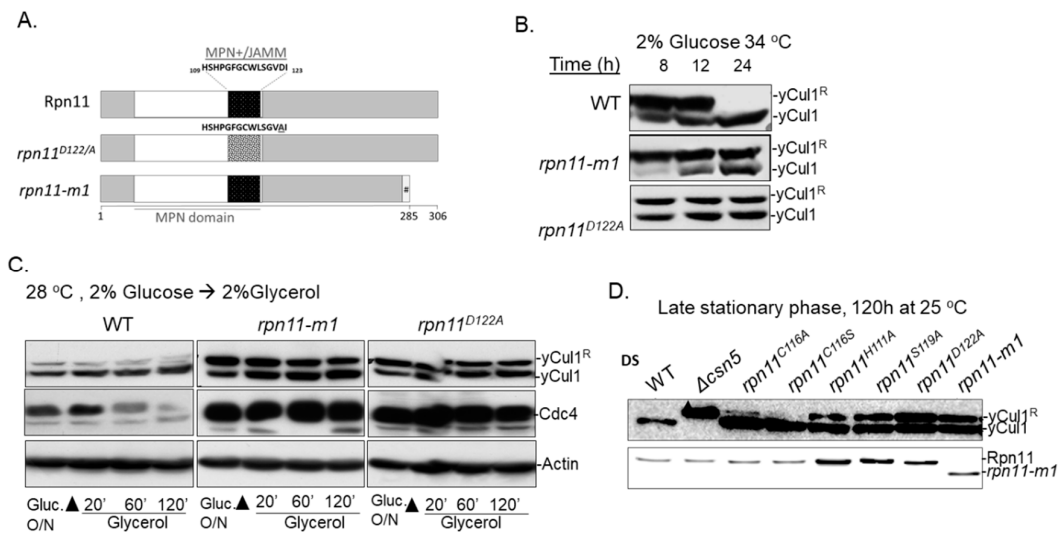 A.
MPN+/JAMM
109 HSHPGFGCWLSGVDI 123
Rpn11
HSHPGFGCWLSGVAI
rpn11D122/A
rpn11-m1
#
1 285 306
MPN domain
B.
2% Glucose 34 °C
Time (h) 8 12 24
WT
-yCul1R
-yCul1
rpn11-m1
-yCul1R
-yCul1
rpn11D122A
-yCul1R
-yCul1
C.
28 °C , 2% Glucose → 2%Glycerol
WT rpn11-m1 rpn11D122A
-yCul1R
-yCul1
-Cdc4
-Actin
Gluc. ▲ 20' 60' 120' ▲ 20' 60' 120' ▲ 20' 60' 120'
O/N Glycerol Glycerol Glycerol
D.
Late stationary phase, 120h at 25 °C
DS WT Δcsn5 rpn11C116A rpn11C116S rpn11H111A rpn11S119A rpn11D122A rpn11-m1
-yCul1R
-yCul1
-Rpn11
-rpn11-m1